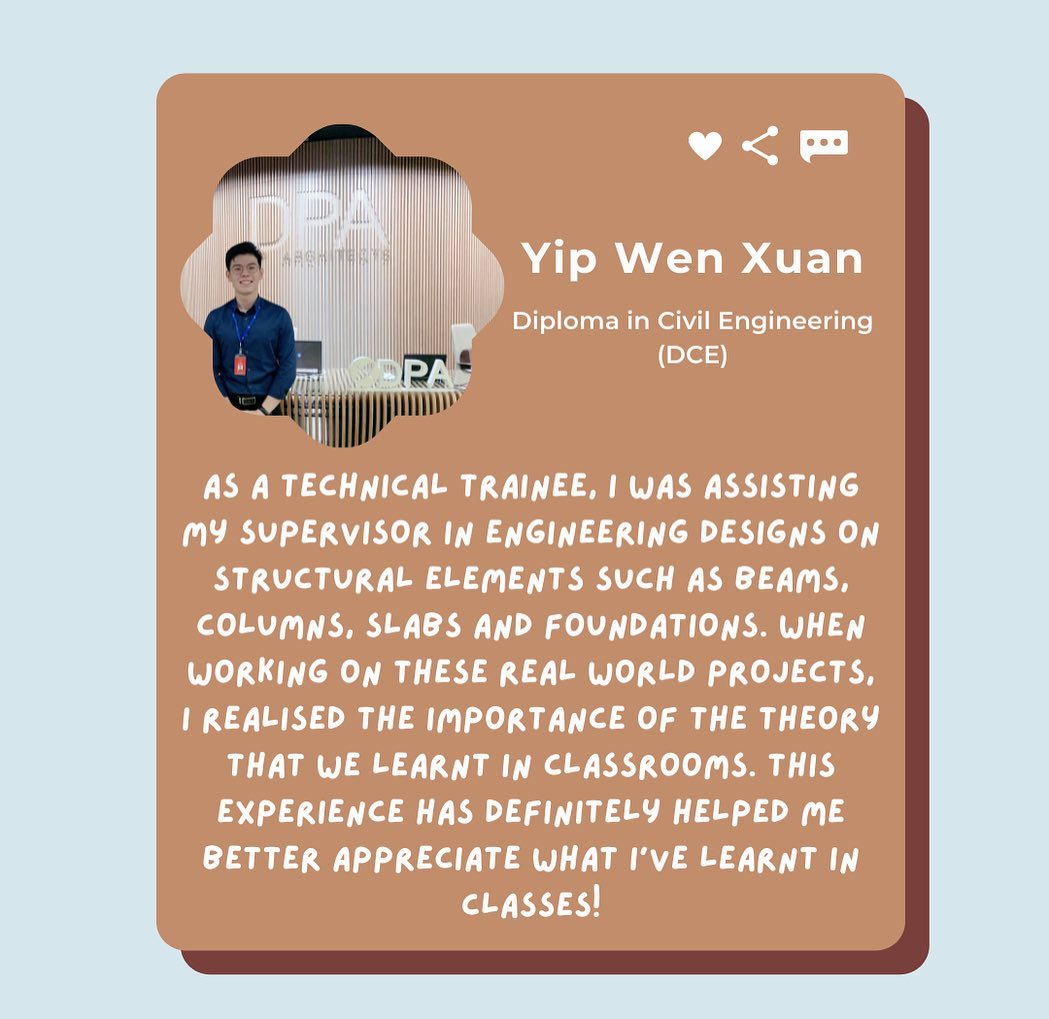 DPA
ARCHITECTS
DPA
Yip Wen Xuan
Diploma in Civil Engineering
(DCE)
AS A TECHNICAL TRAINEE, I WAS ASSISTING
MY SUPERVISOR IN ENGINEERING DESIGNS ON
STRUCTURAL ELEMENTS SUCH AS BEAMS,
COLUMNS, SLABS AND FOUNDATIONS. WHEN
WORKING ON THESE REAL WORLD PROJECTS,
I REALISED THE IMPORTANCE OF THE THEORY
THAT WE LEARNT IN CLASSROOMS. THIS
EXPERIENCE HAS DEFINITELY HELPED ME
BETTER APPRECIATE WHAT I'VE LEARNT IN
CLASSES!